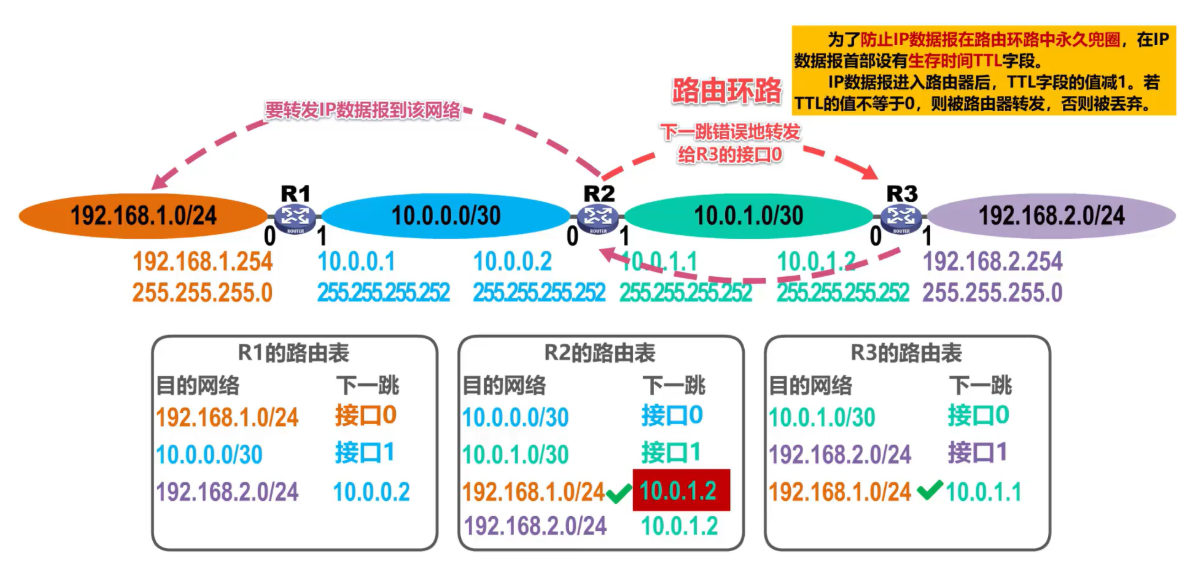 为了防止IP数据报在路由环路中永久兜圈，在IP
数据报首部设有生存时间TTL字段。
IP数据报进入路由器后，TTL字段的值减1。若
TTL的值不等于0，则被路由器转发，否则被丢弃。
路由环路
要转发IP数据报到该网络
下一跳错误地转发
给R3的接口0
R1 R2 R3
192.168.1.0/24 10.0.0.0/30 10.0.1.0/30 192.168.2.0/24
ROUTER ROUTER ROUTER
0 1 0 1 0 1
192.168.1.254 10.0.0.1 10.0.0.2 10.0.1.1 10.0.1.2 192.168.2.254
255.255.255.0 255.255.255.252 255.255.255.252 255.255.255.252 255.255.255.252 255.255.255.0
R1的路由表
目的网络 下一跳
192.168.1.0/24 接口0
10.0.0.0/30 接口1
192.168.2.0/24 10.0.0.2
R2的路由表
目的网络 下一跳
10.0.0.0/30 接口0
10.0.1.0/30 接口1
192.168.1.0/24 10.0.1.2
192.168.2.0/24 10.0.1.2
R3的路由表
目的网络 下一跳
10.0.1.0/30 接口0
192.168.2.0/24 接口1
192.168.1.0/24 10.0.1.1